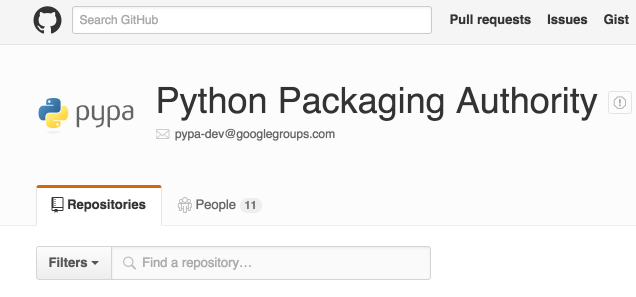 Search GitHub Pull requests Issues Gist
pypa Python Packaging Authority
pypa-dev@googlegroups.com
Repositories People 11
Filters Find a repository…